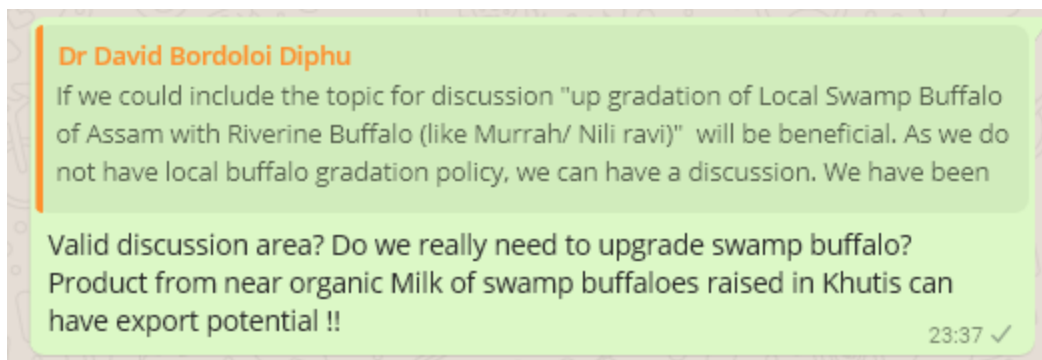 Dr David Bordoloi Diphu
If we could include the topic for discussion "up gradation of Local Swamp Buffalo
of Assam with Riverine Buffalo (like Murrah/ Nili ravi)"  will be beneficial. As we do
not have local buffalo gradation policy, we can have a discussion. We have been
Valid discussion area? Do we really need to upgrade swamp buffalo?
Product from near organic Milk of swamp buffaloes raised in Khutis can
have export potential !!
23:37